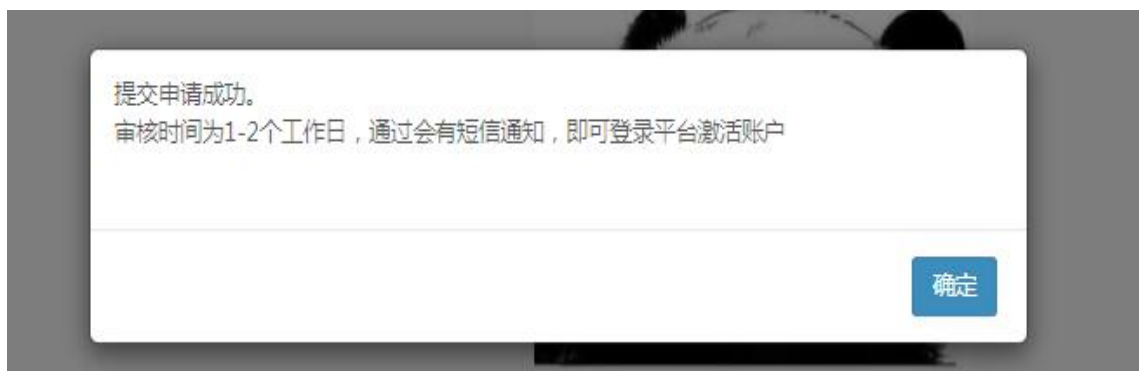 提交申请成功。
审核时间为1-2个工作日，通过会有短信通知，即可登录平台激活账户
确定